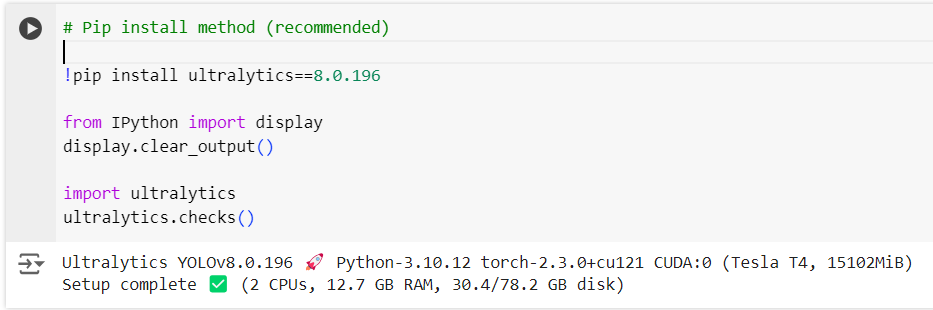 # Pip install method (recommended)
!pip install ultralytics==8.0.196
from IPython import display
display.clear_output()
import ultralytics
ultralytics.checks()
Ultralytics YOLOv8.0.196 🚀 Python-3.10.12 torch-2.3.0+cu121 CUDA:0 (Tesla T4, 15102MiB)
Setup complete ✅ (2 CPUs, 12.7 GB RAM, 30.4/78.2 GB disk)